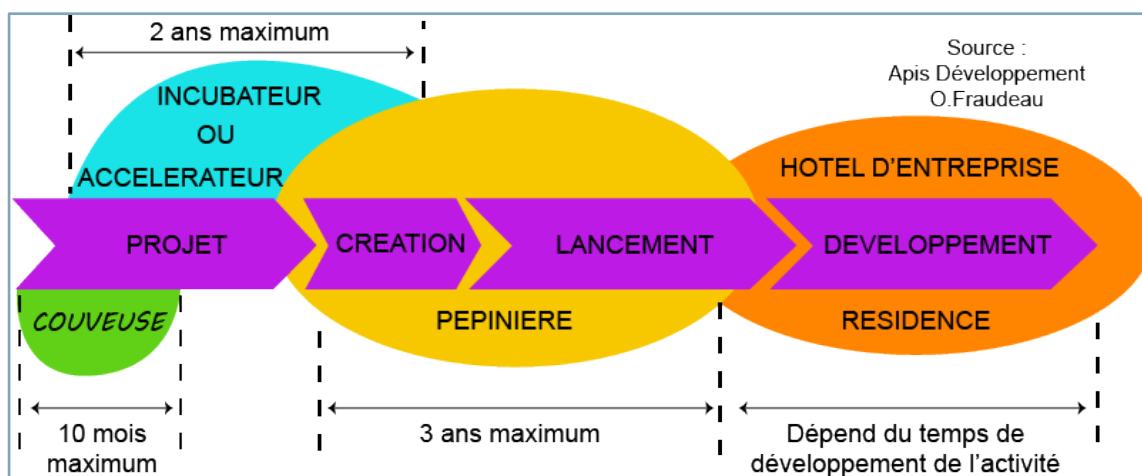 2 ans maximum
Source :
Apis Développement
O.Fraudeau
INCUBATEUR
OU
ACCELERATEUR
HOTEL D'ENTREPRISE
PROJET
CREATION
LANCEMENT
DEVELOPPEMENT
COUVEUSE
PEPINIERE
RESIDENCE
10 mois
maximum
3 ans maximum
Dépend du temps de
développement de l'activité